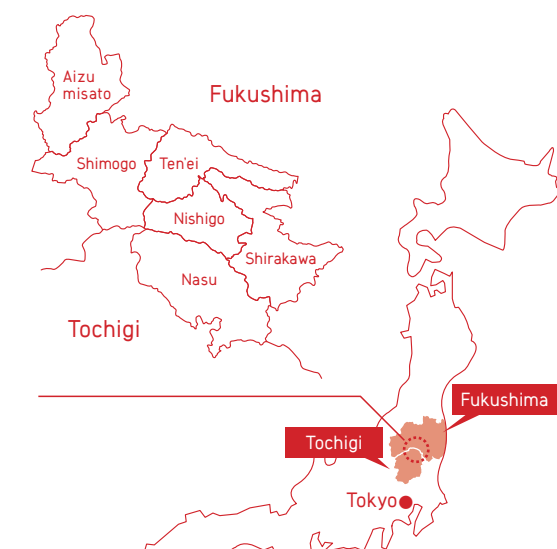 Aizu
misato
Fukushima
Shimogo
Ten'ei
Nishigo
Shirakawa
Nasu
Tochigi
Fukushima
Tochigi
Tokyo